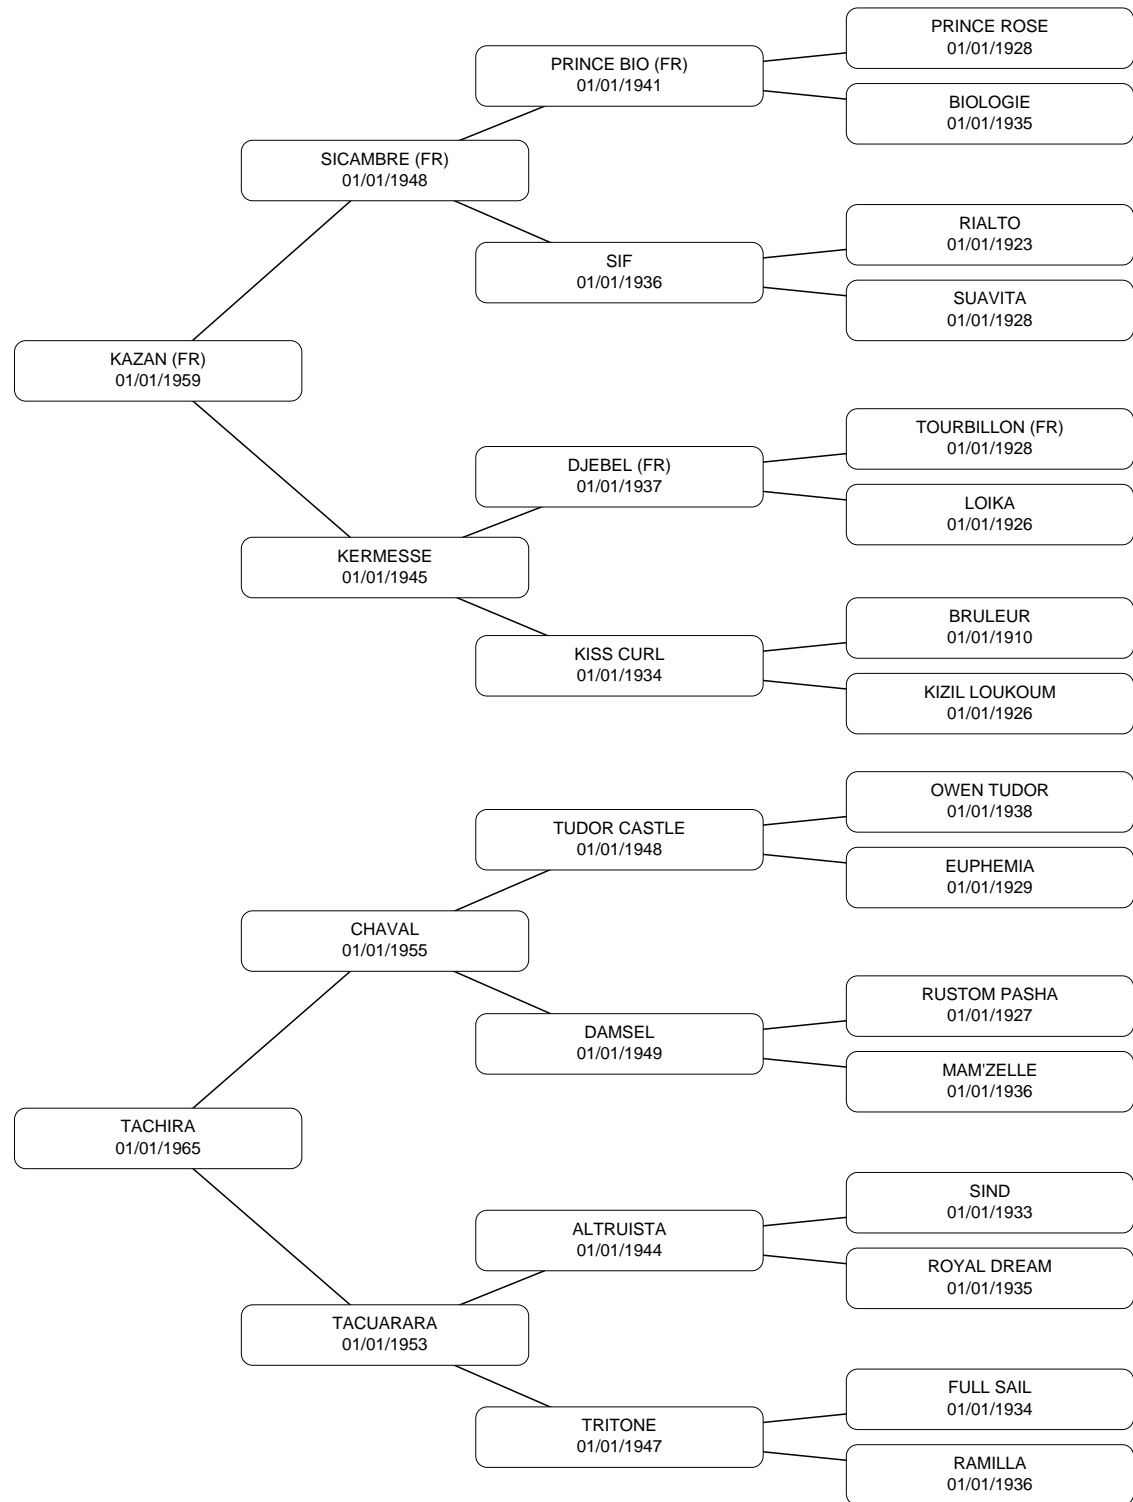 PRINCE ROSE
01/01/1928
PRINCE BIO (FR)
01/01/1941
BIOLOGIE
01/01/1935
SICAMBRE (FR)
01/01/1948
RIALTO
01/01/1923
SIF
01/01/1936
SUAVITA
01/01/1928
KAZAN (FR)
01/01/1959
TOURBILLON (FR)
01/01/1928
DJEBEL (FR)
01/01/1937
LOIKA
01/01/1926
KERMESSE
01/01/1945
BRULEUR
01/01/1910
KISS CURL
01/01/1934
KIZIL LOUKOUM
01/01/1926
OWEN TUDOR
01/01/1938
TUDOR CASTLE
01/01/1948
EUPHEMIA
01/01/1929
CHAVAL
01/01/1955
RUSTOM PASHA
01/01/1927
DAMSEL
01/01/1949
MAM'ZELLE
01/01/1936
TACHIRA
01/01/1965
SIND
01/01/1933
ALTRUISTA
01/01/1944
ROYAL DREAM
01/01/1935
TACUARARA
01/01/1953
FULL SAIL
01/01/1934
TRITONE
01/01/1947
RAMILLA
01/01/1936